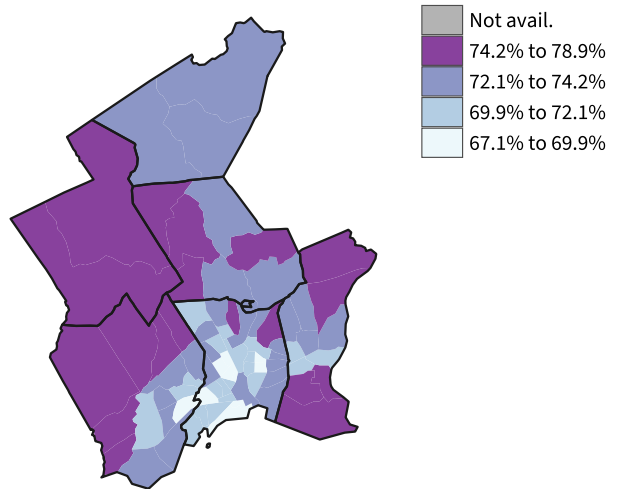 Not avail.
74.2% to 78.9%
72.1% to 74.2%
69.9% to 72.1%
67.1% to 69.9%